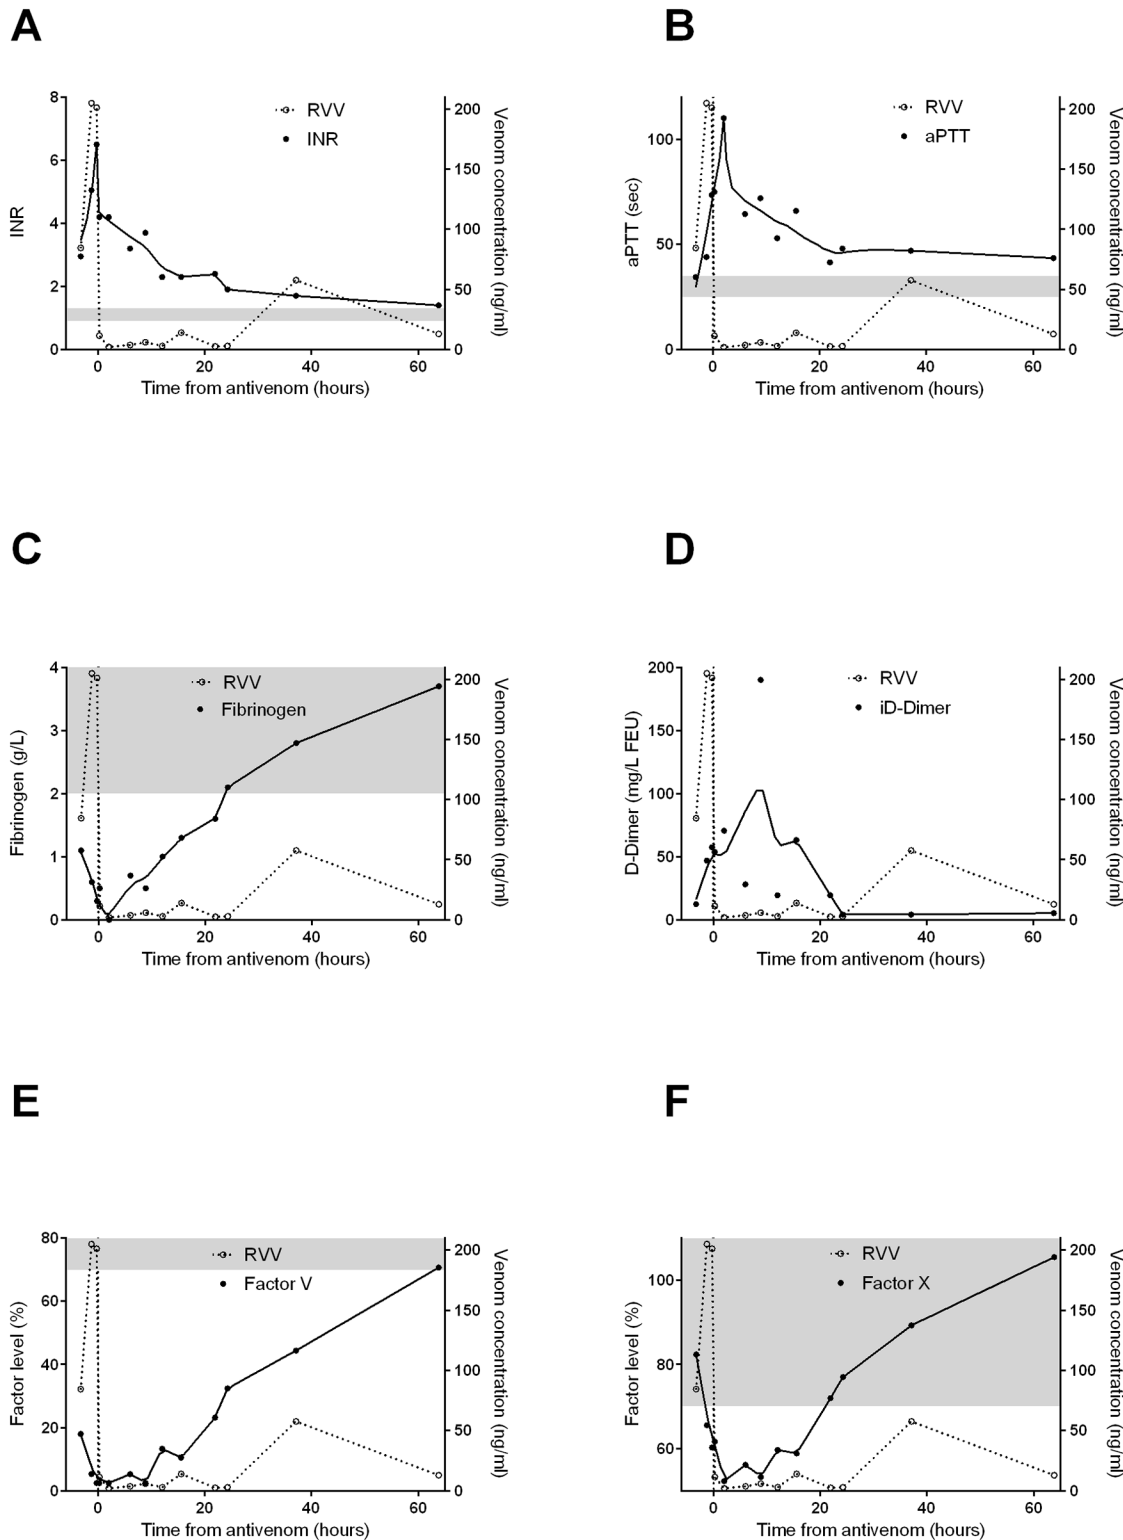 A
B
RVV
INR
8
6
4
2
0
INR
200
150
100
50
0
Venom concentration (ng/ml)
0
20
40
60
Time from antivenom (hours)
RVV
aPTT
100
50
0
aPTT (sec)
200
150
100
50
0
Venom concentration (ng/ml)
0
20
40
60
Time from antivenom (hours)
C
D
RVV
Fibrinogen
4
3
2
1
0
Fibrinogen (g/L)
200
150
100
50
0
Venom concentration (ng/ml)
0
20
40
60
Time from antivenom (hours)
RVV
iD-Dimer
200
150
100
50
0
D-Dimer (mg/L FEU)
200
150
100
50
0
Venom concentration (ng/ml)
0
20
40
60
Time from antivenom (hours)
E
F
RVV
Factor V
80
60
40
20
0
Factor level (%)
200
150
100
50
0
Venom concentration (ng/ml)
0
20
40
60
Time from antivenom (hours)
RVV
Factor X
100
80
60
Factor level (%)
200
150
100
50
0
Venom concentration (ng/ml)
0
20
40
60
Time from antivenom (hours)